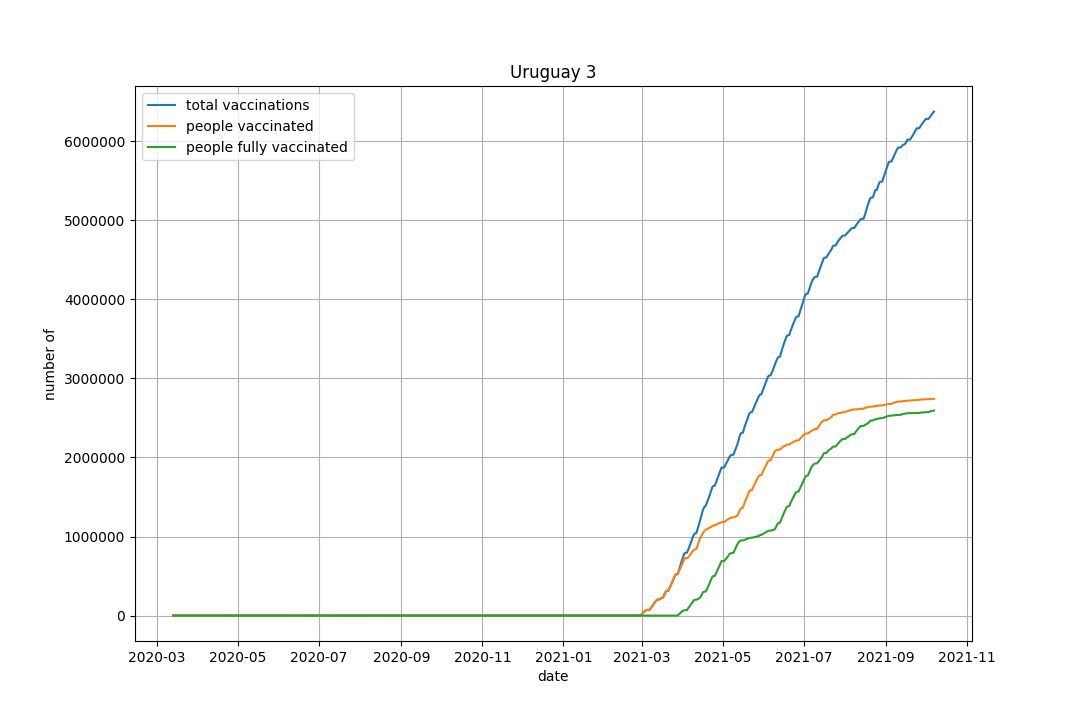 Uruguay 3
total vaccinations
people vaccinated
people fully vaccinated
number of
6000000
5000000
4000000
3000000
2000000
1000000
0
2020-03 2020-05 2020-07 2020-09 2020-11 2021-01 2021-03 2021-05 2021-07 2021-09 2021-11
date